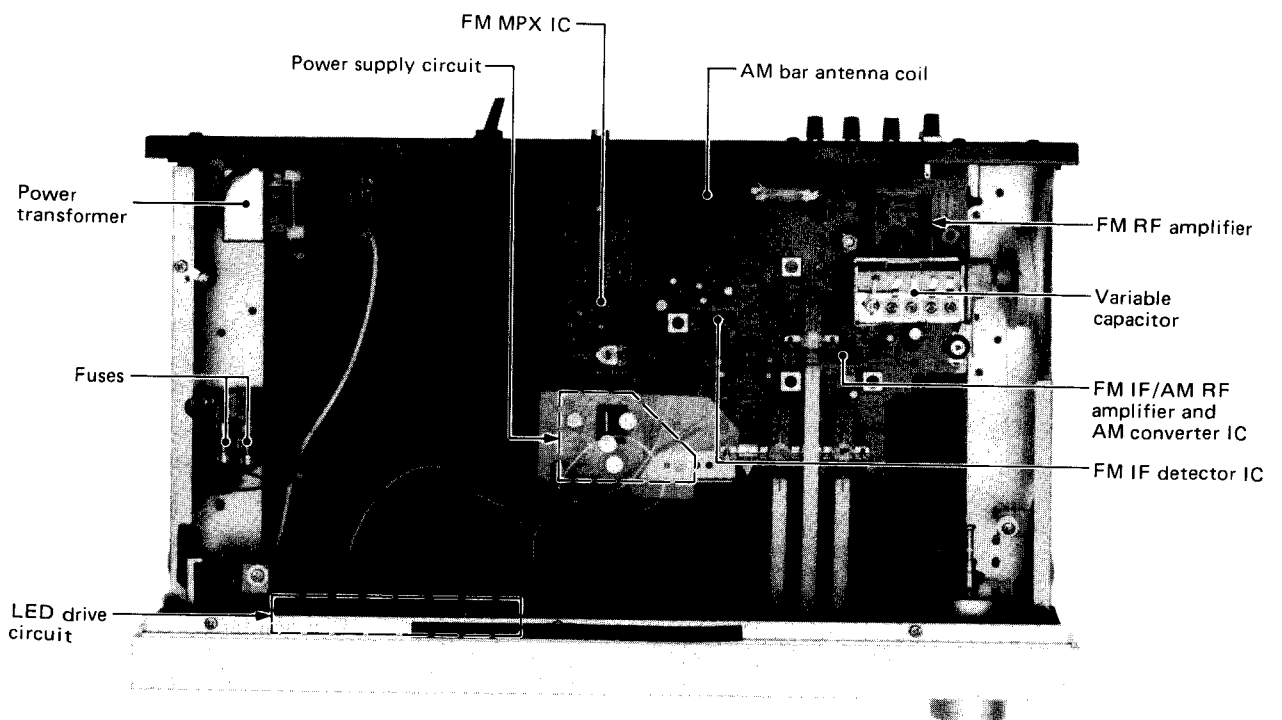 FM MPX IC
Power supply circuit
AM bar antenna coil
Power
transformer
FM RF amplifier
Variable
capacitor
Fuses
FM IF/AM RF
amplifier and
AM converter IC
FM IF detector IC
LED drive
circuit